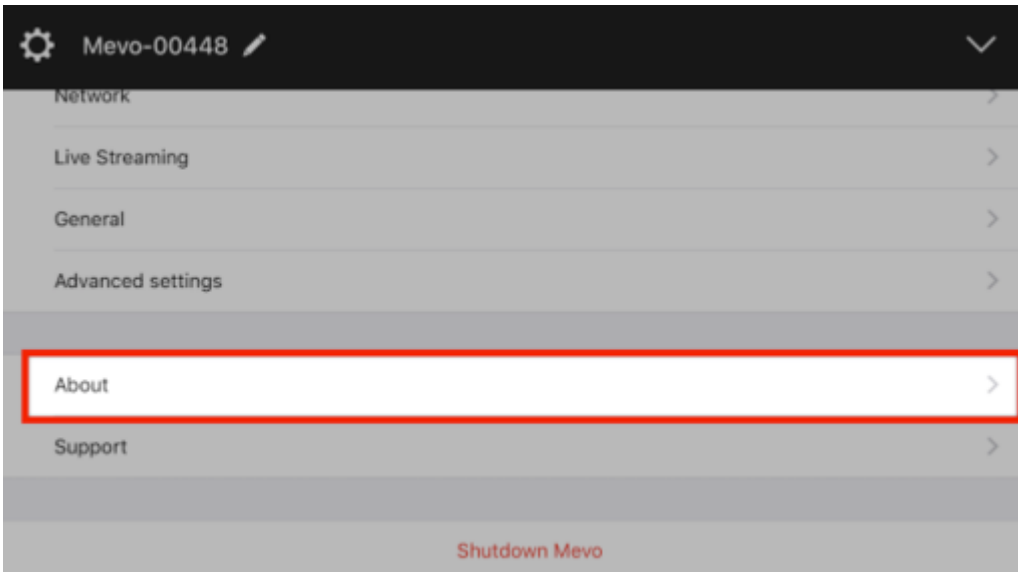 Mevo-00448
Network
Live Streaming
General
Advanced settings
About
Support
Shutdown Mevo